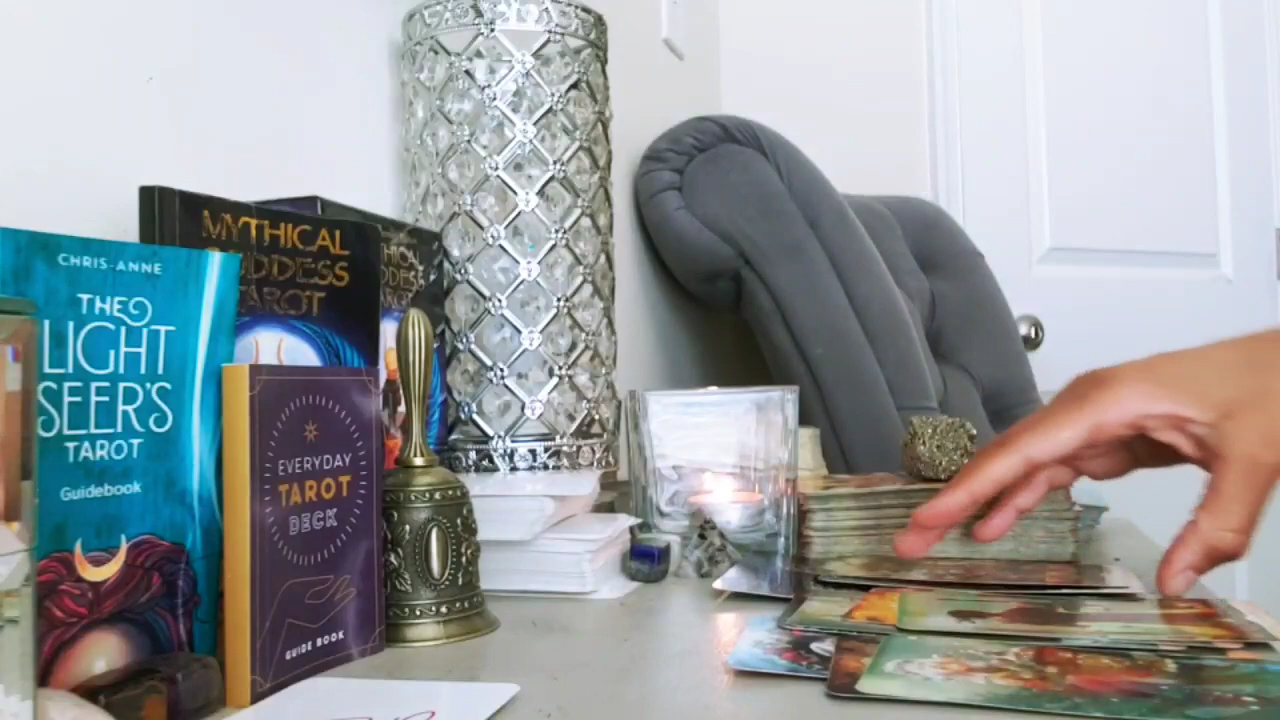 CHRIS-ANNE
THE
LIGHT
SEER'S
TAROT
Guidebook
MYTHICAL
GODDESS
TAROT
EVERYDAY
TAROT
DECK
GUIDE BOOK